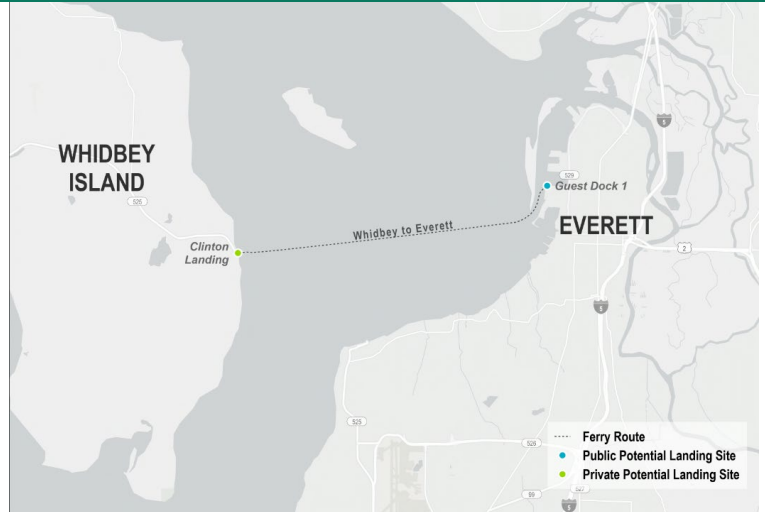 WHIDBEY
ISLAND
525
Clinton
Landing
Whidbey to Everett
5
529
Guest Dock 1
EVERETT
2
5
525
526
99
527
5
Ferry Route
Public Potential Landing Site
Private Potential Landing Site